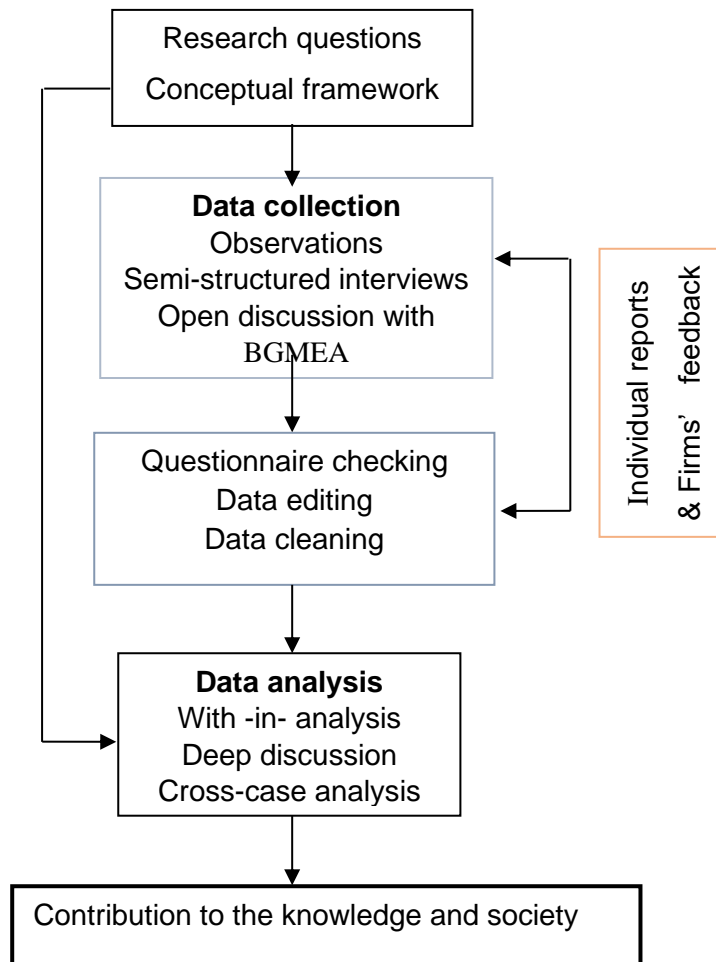 Research questions
Conceptual framework
Data collection
Observations
Semi-structured interviews
Open discussion with
BGMEA
Individual reports
& Firms’ feedback
Questionnaire checking
Data editing
Data cleaning
Data analysis
With -in- analysis
Deep discussion
Cross-case analysis
Contribution to the knowledge and society